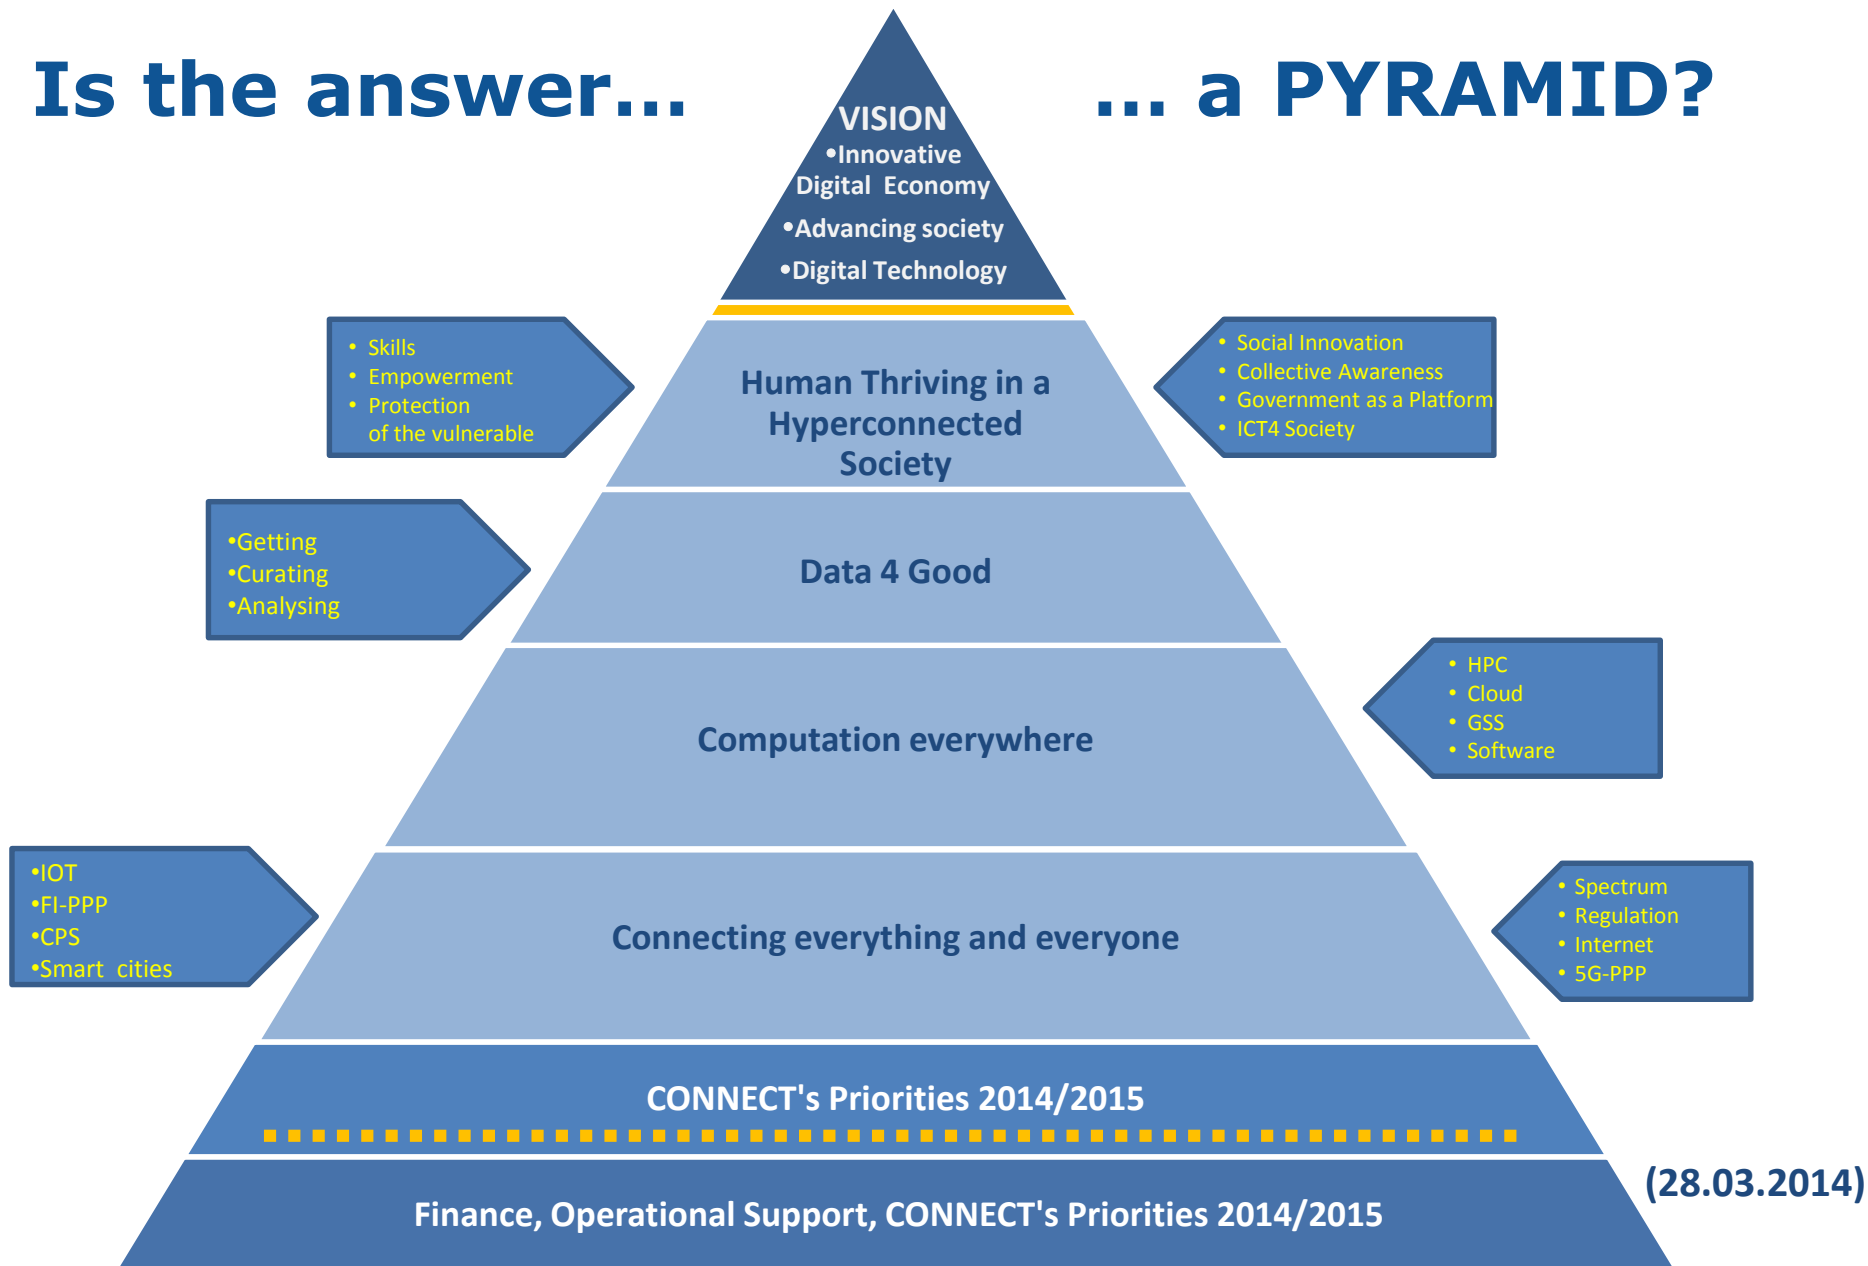 Is the answer... ... a PYRAMID?
VISION
•Innovative
Digital Economy
•Advancing society
•Digital Technology
• Skills
• Empowerment
• Protection
of the vulnerable
Human Thriving in a
Hyperconnected
Society
• Social Innovation
• Collective Awareness
• Government as a Platform
• ICT4 Society
•Getting
•Curating
•Analysing
Data 4 Good
Computation everywhere
• HPC
• Cloud
• GSS
• Software
•IOT
•FI-PPP
•CPS
•Smart cities
Connecting everything and everyone
• Spectrum
• Regulation
• Internet
• 5G-PPP
CONNECT's Priorities 2014/2015
(28.03.2014)
Finance, Operational Support, CONNECT's Priorities 2014/2015